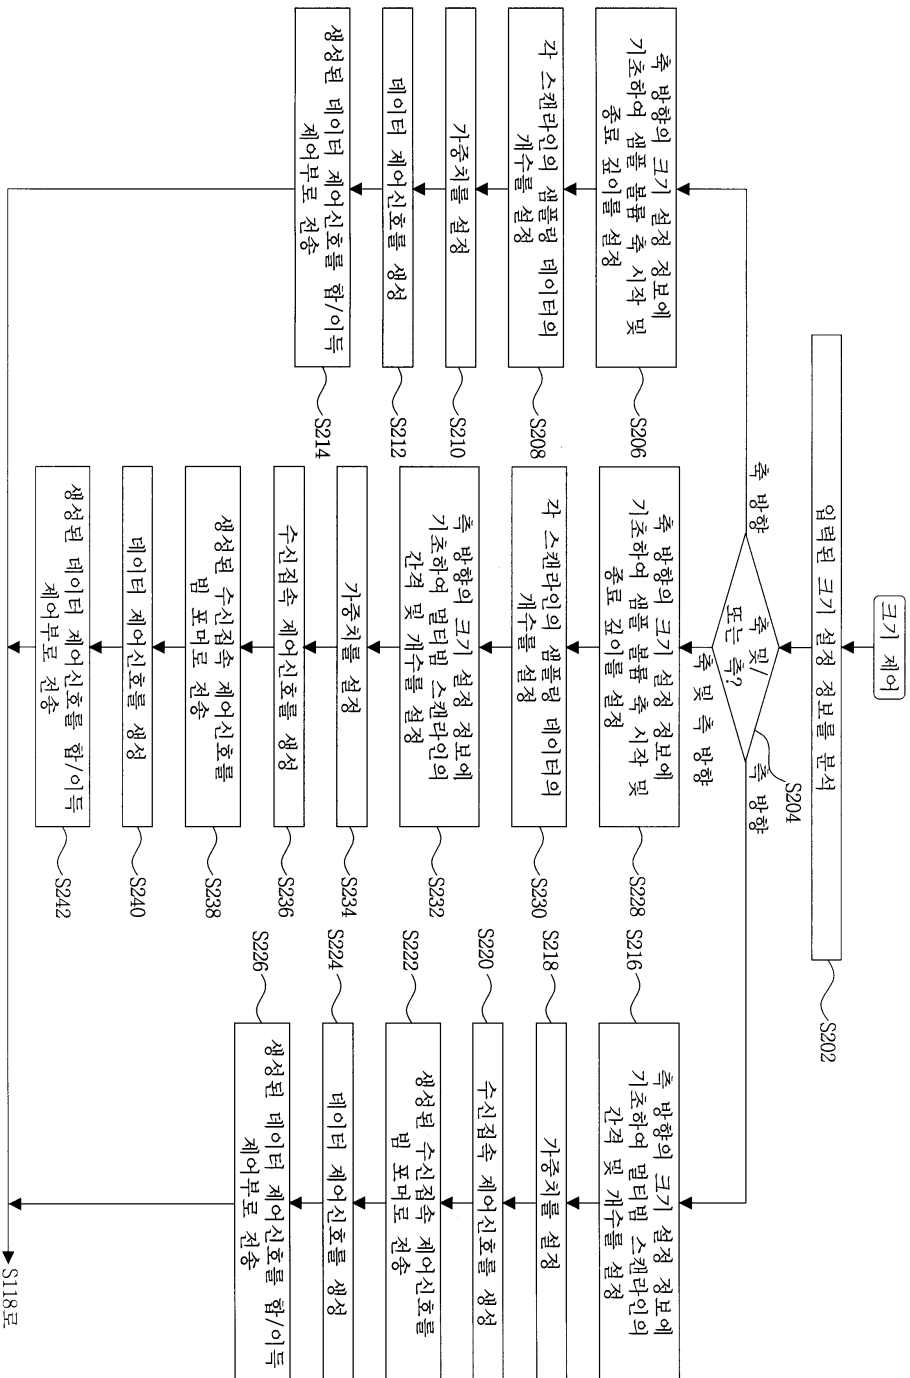 크기 제어
입력된 크기 설정 정보를 분석
S202
축 및/
또는 측?
S204
축 방향
축 및 측 방향
측 방향
축 방향의 크기 설정 정보에
기초하여 샘플 볼륨 축 시작 및
종료 깊이를 설정
S206
각 스캔라인의 샘플링 데이터의
개수를 설정
S208
가중치를 설정
S210
데이터 제어신호를 생성
S212
생성된 데이터 제어신호를 합/이득
제어부로 전송
S214
축 방향의 크기 설정 정보에
기초하여 샘플 볼륨 축 시작 및
종료 깊이를 설정
S228
각 스캔라인의 샘플링 데이터의
개수를 설정
S230
측 방향의 크기 설정 정보에
기초하여 멀티빔 스캔라인의
간격 및 개수를 설정
S232
가중치를 설정
S234
수신집속 제어신호를 생성
S236
생성된 수신집속 제어신호를
빔 포머로 전송
S238
데이터 제어신호를 생성
S240
생성된 데이터 제어신호를 합/이득
제어부로 전송
S242
측 방향의 크기 설정 정보에
기초하여 멀티빔 스캔라인의
간격 및 개수를 설정
S216
가중치를 설정
S218
수신집속 제어신호를 생성
S220
생성된 수신집속 제어신호를
빔 포머로 전송
S222
데이터 제어신호를 생성
S224
생성된 데이터 제어신호를 합/이득
제어부로 전송
S226
S118로